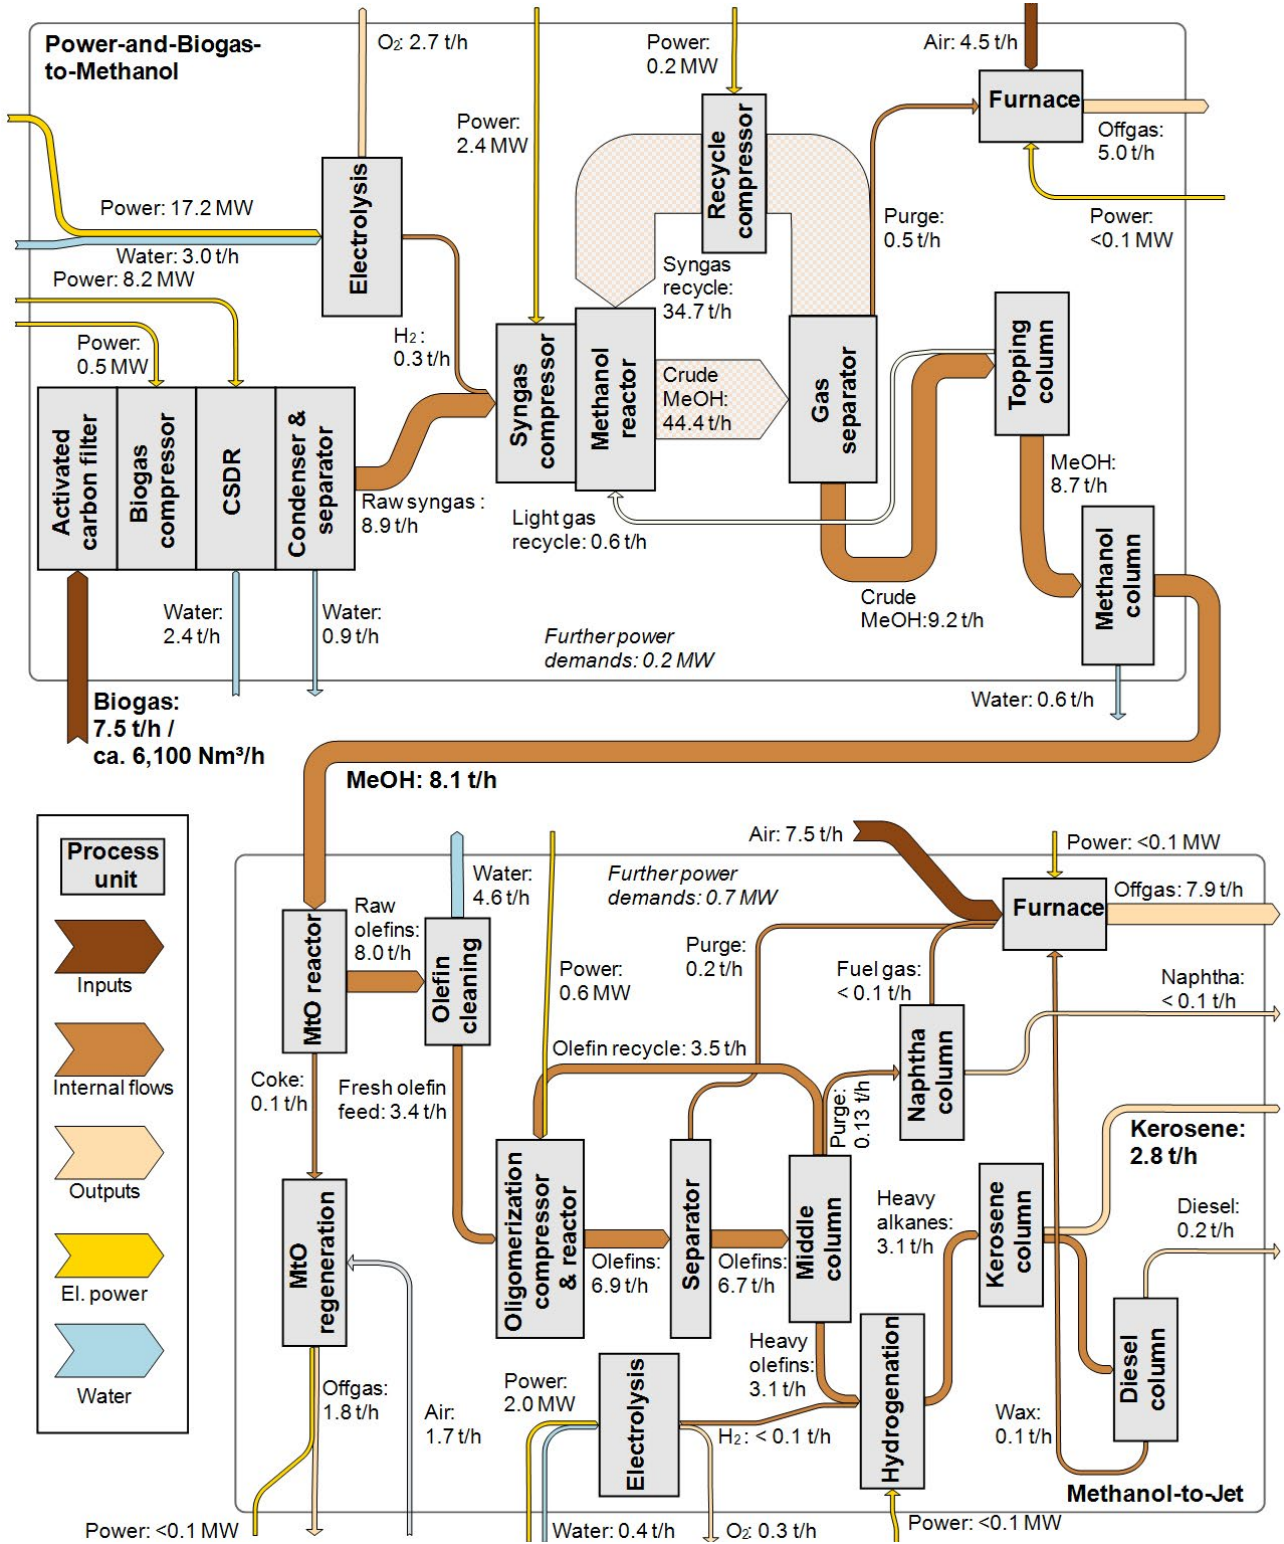 Power-and-Biogas-
to-Methanol
O₂: 2.7 t/h
Power:
0.2 MW
Air: 4.5 t/h
Furnace
Offgas:
5.0 t/h
Power:
<0.1 MW
Power:
2.4 MW
Recycle
compressor
Purge:
0.5 t/h
Electrolysis
Power: 17.2 MW
Water: 3.0 t/h
Power: 8.2 MW
Power:
0.5 MW
H₂ :
0.3 t/h
Syngas
recycle:
34.7 t/h
Activated
carbon filter
Biogas
compressor
CSDR
Condenser &
separator
Syngas
compressor
Methanol
reactor
Crude
MeOH:
44.4 t/h
Gas
separator
Topping
column
Raw syngas :
8.9 t/h
Light gas
recycle: 0.6 t/h
MeOH:
8.7 t/h
Methanol
column
Water:
2.4 t/h
Water:
0.9 t/h
Crude
MeOH:9.2 t/h
Further power
demands: 0.2 MW
Water: 0.6 t/h
Biogas:
7.5 t/h /
ca. 6,100 Nm³/h
MeOH: 8.1 t/h
Process
unit
Inputs
Internal flows
Outputs
El. power
Water
Air: 7.5 t/h
Power: <0.1 MW
Water:
4.6 t/h
Further power
demands: 0.7 MW
Furnace
Offgas: 7.9 t/h
MtO reactor
Raw
olefins:
8.0 t/h
Olefin
cleaning
Power:
0.6 MW
Purge:
0.2 t/h
Fuel gas:
< 0.1 t/h
Naphtha:
< 0.1 t/h
Olefin recycle: 3.5 t/h
Naphtha
column
Coke:
0.1 t/h
Fresh olefin
feed: 3.4 t/h
Purge:
0.13 t/h
Kerosene:
2.8 t/h
MtO
regeneration
Oligomerization
compressor
& reactor
Olefins:
6.9 t/h
Separator
Olefins:
6.7 t/h
Middle
column
Heavy
alkanes:
3.1 t/h
Kerosene
column
Diesel:
0.2 t/h
Diesel
column
Heavy
olefins:
3.1 t/h
Hydrogenation
Offgas:
1.8 t/h
Air:
1.7 t/h
Power:
2.0 MW
Electrolysis
H₂ : < 0.1 t/h
Wax:
0.1 t/h
Methanol-to-Jet
Power: <0.1 MW
Water: 0.4 t/h
O₂: 0.3 t/h
Power: <0.1 MW